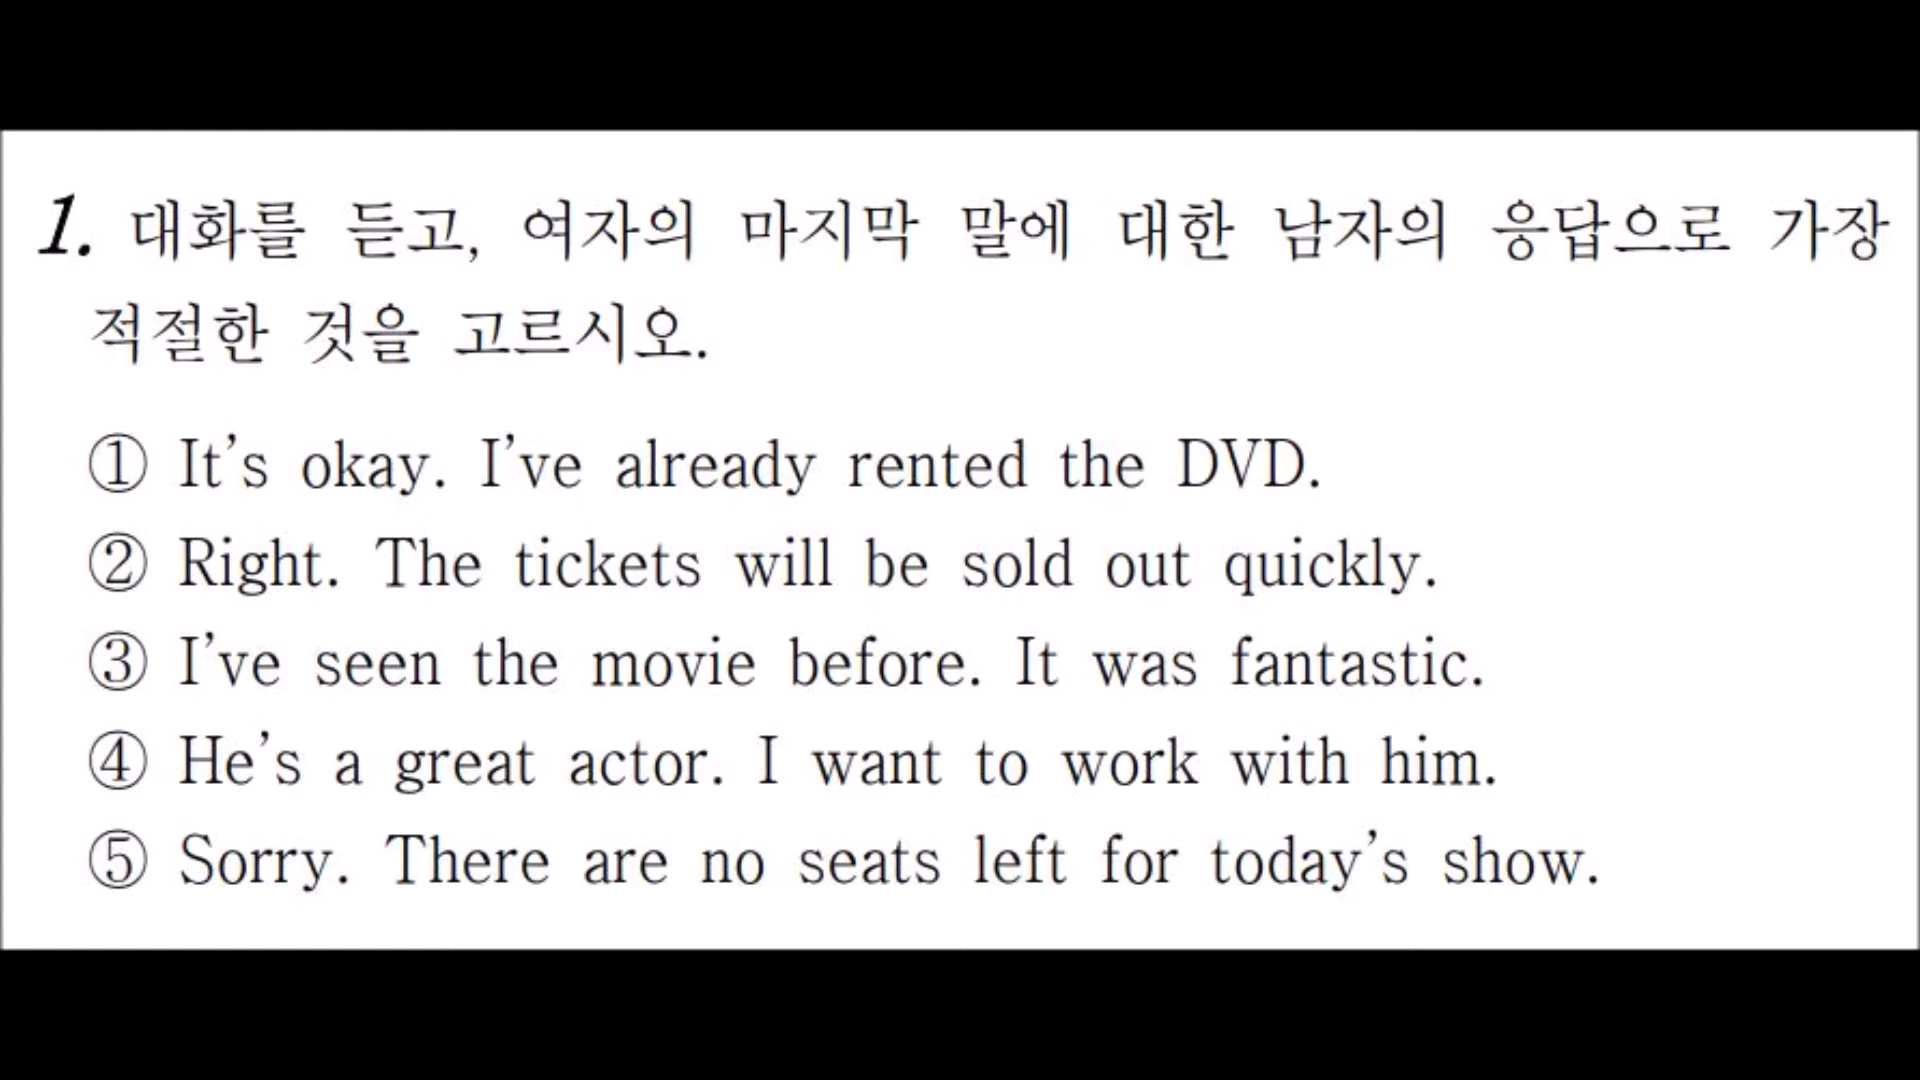 1. 대화를 듣고, 여자의 마지막 말에 대한 남자의 응답으로 가장
적절한 것을 고르시오.
① It's okay. I've already rented the DVD.
② Right. The tickets will be sold out quickly.
③ I've seen the movie before. It was fantastic.
④ He's a great actor. I want to work with him.
⑤ Sorry. There are no seats left for today's show.